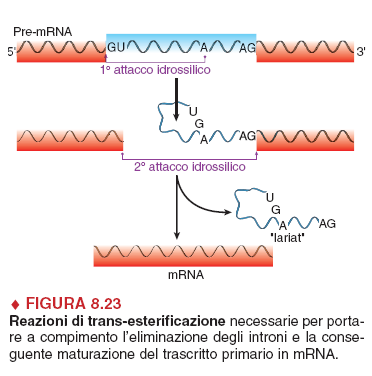 Pre-mRNA
5' GU A AG 3'
1° attacco idrossilico
U
G
A AG
2° attacco idrossilico
U
G
A AG
"lariat"
mRNA
♦ FIGURA 8.23
Reazioni di trans-esterificazione necessarie per porta-
re a compimento l'eliminazione degli introni e la conse-
guente maturazione del trascritto primario in mRNA.